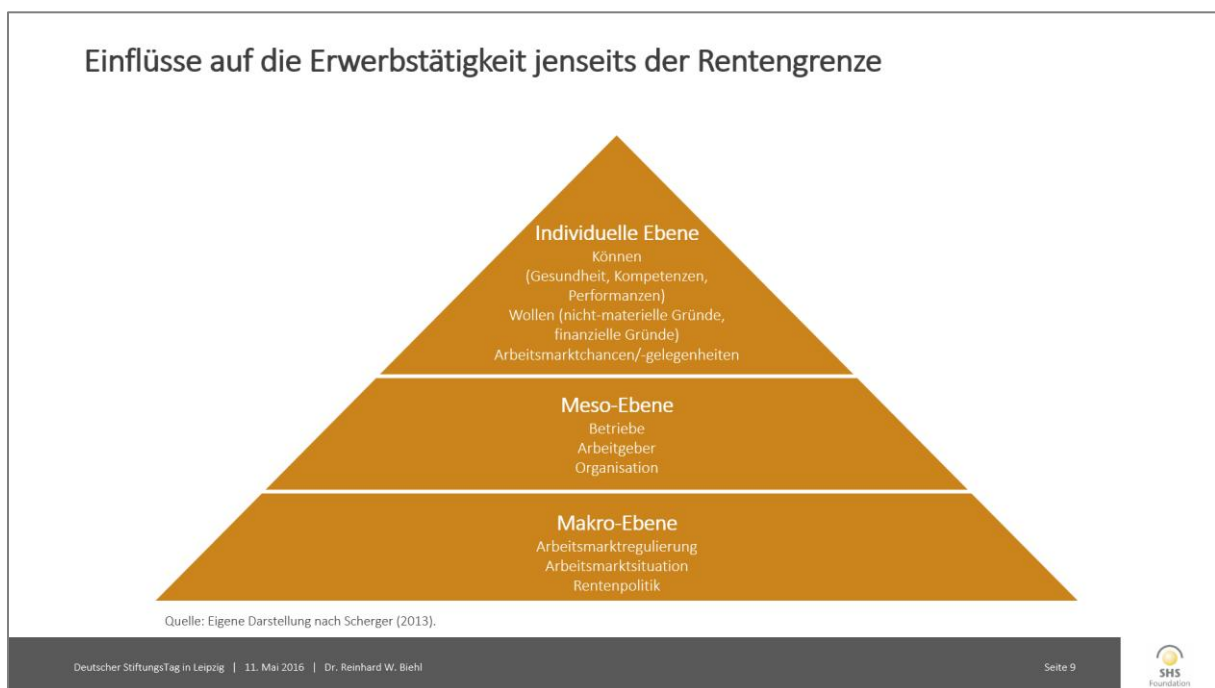 Einflüsse auf die Erwerbstätigkeit jenseits der Rentengrenze
Individuelle Ebene
Können
(Gesundheit, Kompetenzen,
Performanzen)
Wollen (nicht-materielle Gründe,
finanzielle Gründe)
Arbeitsmarktchancen/-gelegenheiten
Meso-Ebene
Betriebe
Arbeitgeber
Organisation
Makro-Ebene
Arbeitsmarktregulierung
Arbeitsmarktsituation
Rentenpolitik
Quelle: Eigene Darstellung nach Scherger (2013).
Deutscher StiftungsTag in Leipzig | 11. Mai 2016 | Dr. Reinhard W. Biehl
Seite 9
SHS
Foundation